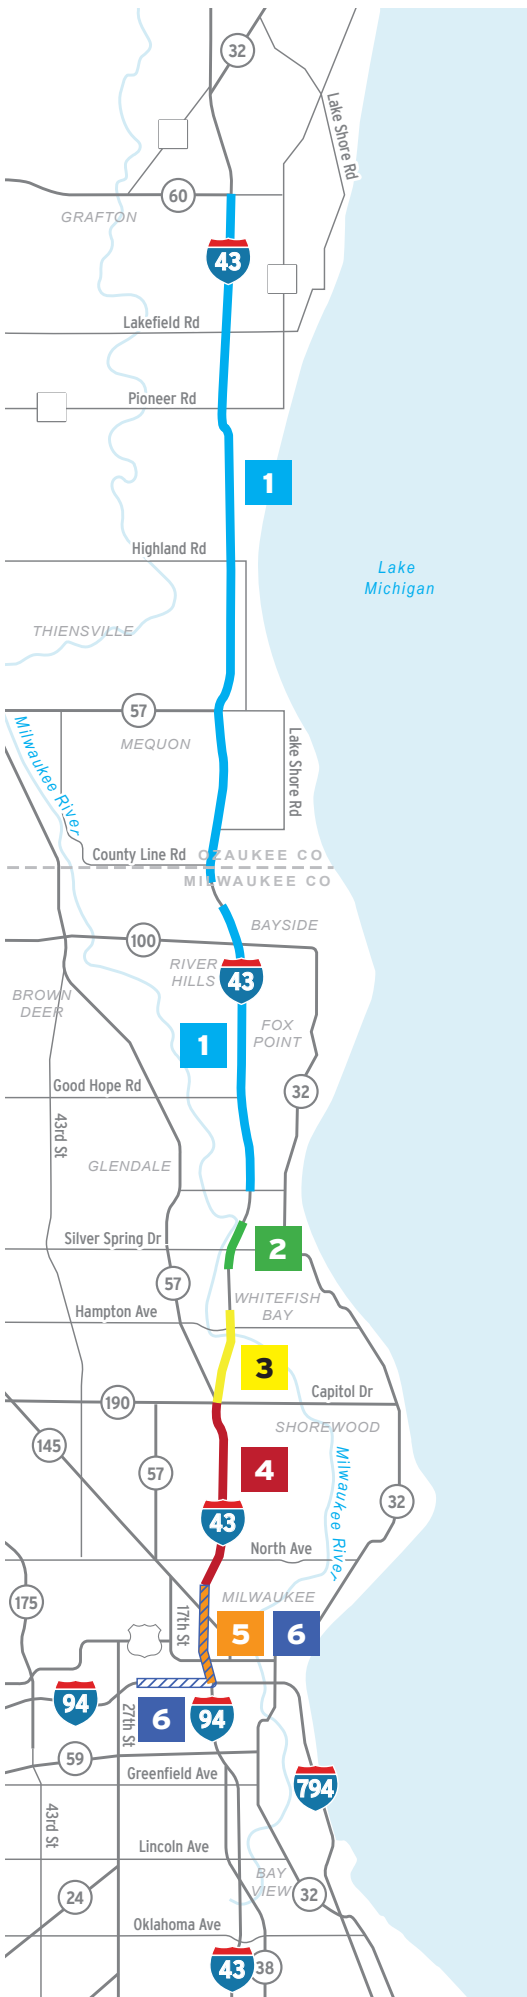 32
Lake Shore Rd
60
GRAFTON
43
Lakefield Rd
Pioneer Rd
1
Highland Rd
Lake
Michigan
THIENSVILLE
57
Milwaukee River
MEQUON
Lake Shore Rd
County Line Rd
OZAUKEE CO
MILWAUKEE CO
BAYSIDE
100
RIVER
HILLS
43
BROWN
DEER
FOX
POINT
1
Good Hope Rd
32
43rd St
GLENDALE
Silver Spring Dr
2
57
WHITEFISH
BAY
Hampton Ave
3
Capitol Dr
190
SHOREWOOD
145
4
57
Milwaukee River
32
43
North Ave
175
MILWAUKEE
17th St
5
6
94
27th St
6
94
59
Greenfield Ave
794
43rd St
Lincoln Ave
BAY
VIEW
24
32
Oklahoma Ave
43
38